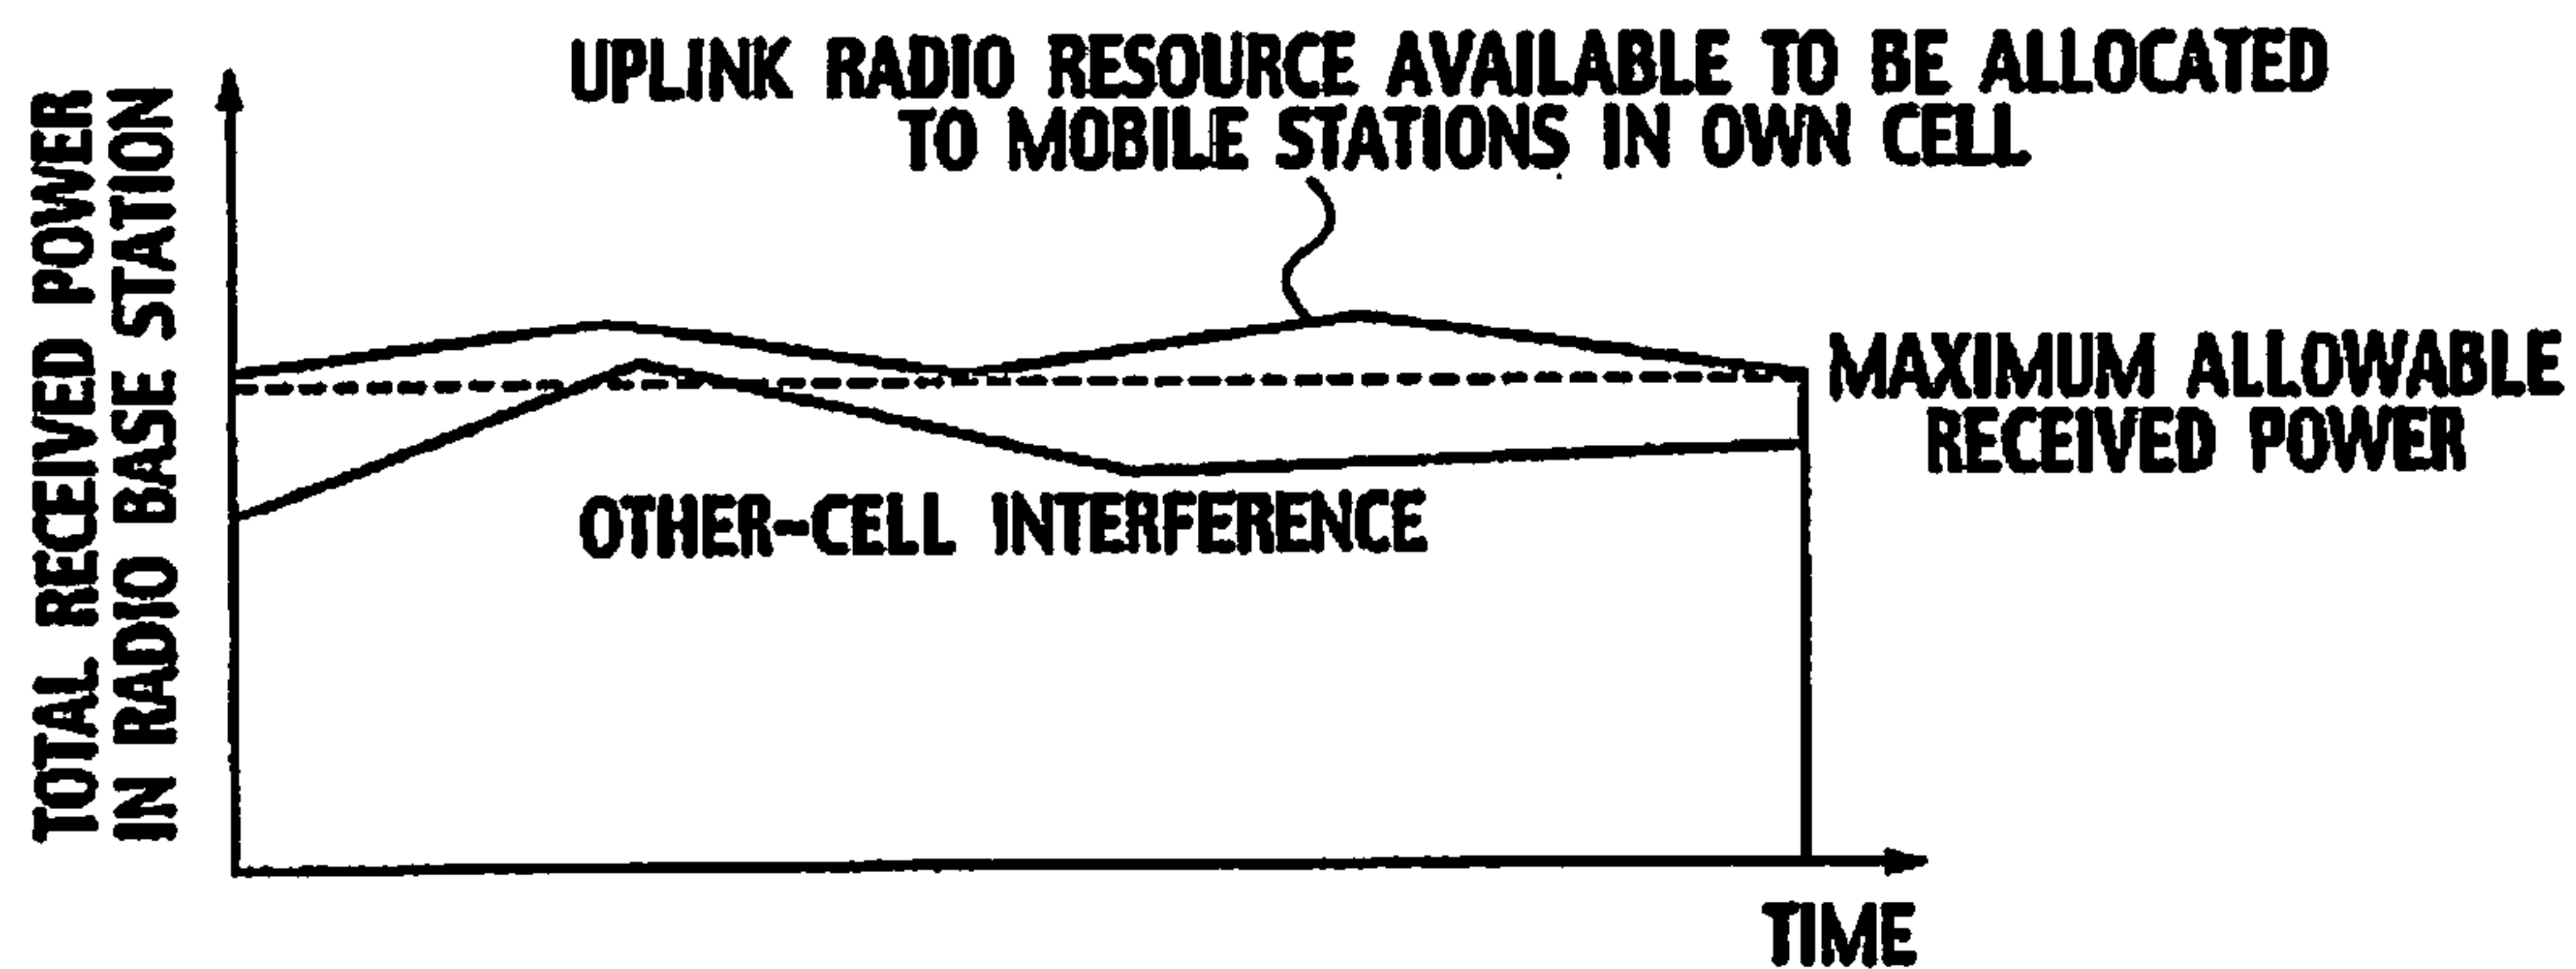 UPLINK RADIO RESOURCE AVAILABLE TO BE ALLOCATED
TO MOBILE STATIONS IN OWN CELL
TOTAL RECEIVED POWER
IN RADIO BASE STATION
MAXIMUM ALLOWABLE
RECEIVED POWER
OTHER-CELL INTERFERENCE
TIME